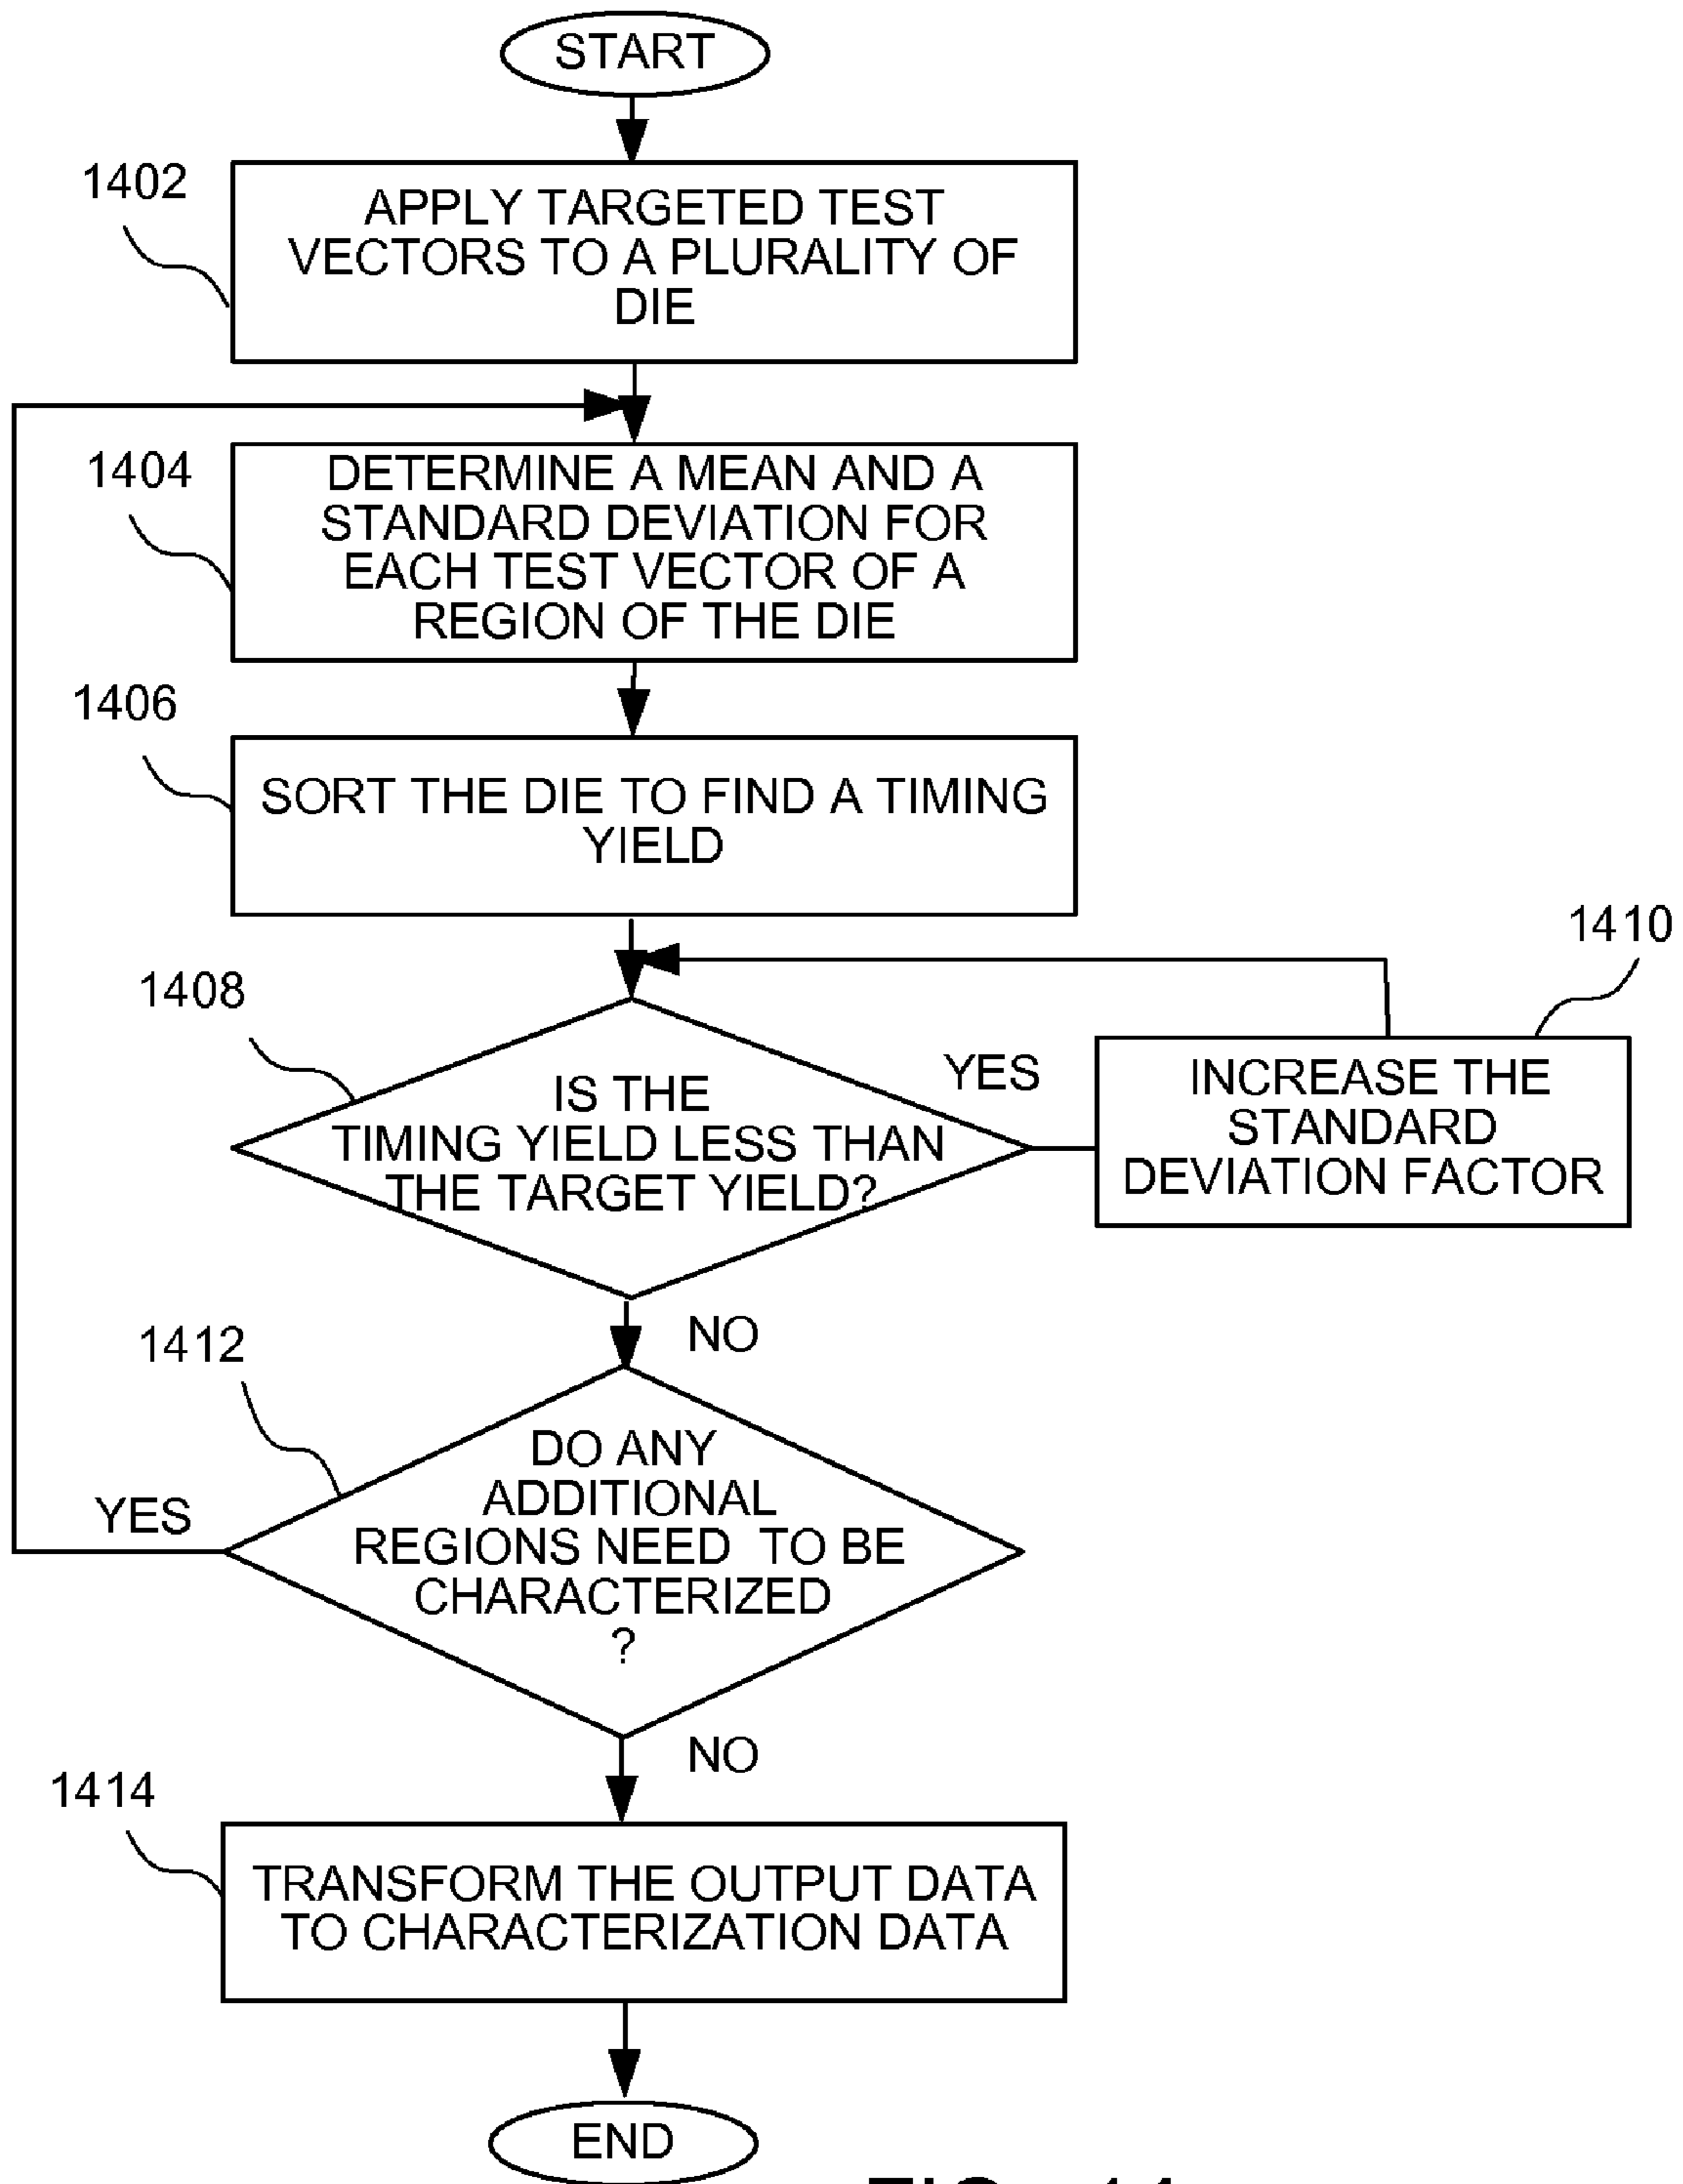 START
1402
APPLY TARGETED TEST
VECTORS TO A PLURALITY OF
DIE
1404
DETERMINE A MEAN AND A
STANDARD DEVIATION FOR
EACH TEST VECTOR OF A
REGION OF THE DIE
1406
SORT THE DIE TO FIND A TIMING
YIELD
1410
1408
YES
IS THE
TIMING YIELD LESS THAN
THE TARGET YIELD?
INCREASE THE
STANDARD
DEVIATION FACTOR
NO
1412
DO ANY
ADDITIONAL
REGIONS NEED TO BE
CHARACTERIZED
?
YES
NO
1414
TRANSFORM THE OUTPUT DATA
TO CHARACTERIZATION DATA
END